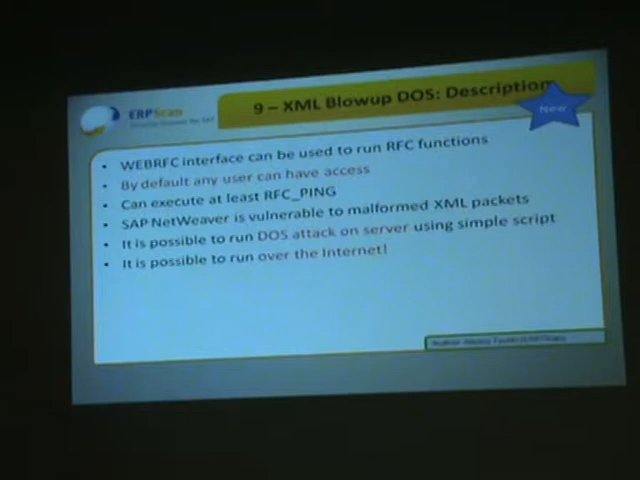 ERPScan
9 – XML Blowup DOS: Description
New
• WEBRFC interface can be used to run RFC functions
• By default any user can have access
• Can execute at least RFC_PING
• SAP NetWeaver is vulnerable to malformed XML packets
• It is possible to run DOS attack on server using simple script
• It is possible to run over the Internet!
Author: Alexey